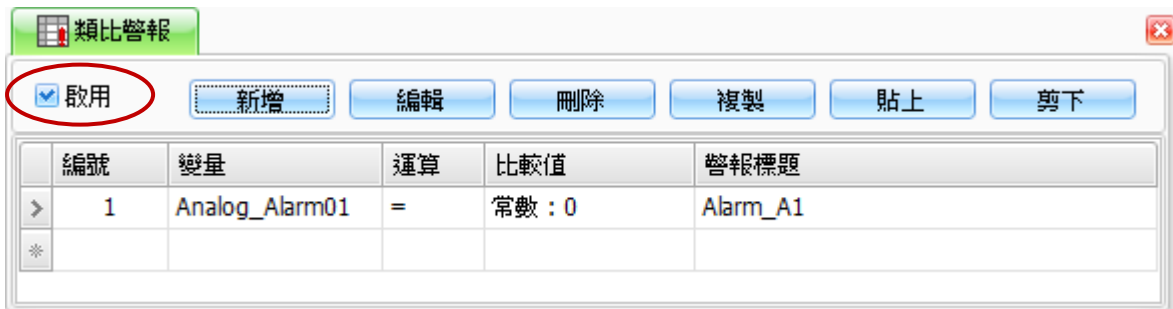 類比警報
啟用 新增 編輯 刪除 複製 貼上 剪下
編號 變量 運算 比較值 警報標題
1 Analog_Alarm01 = 常數：0 Alarm_A1